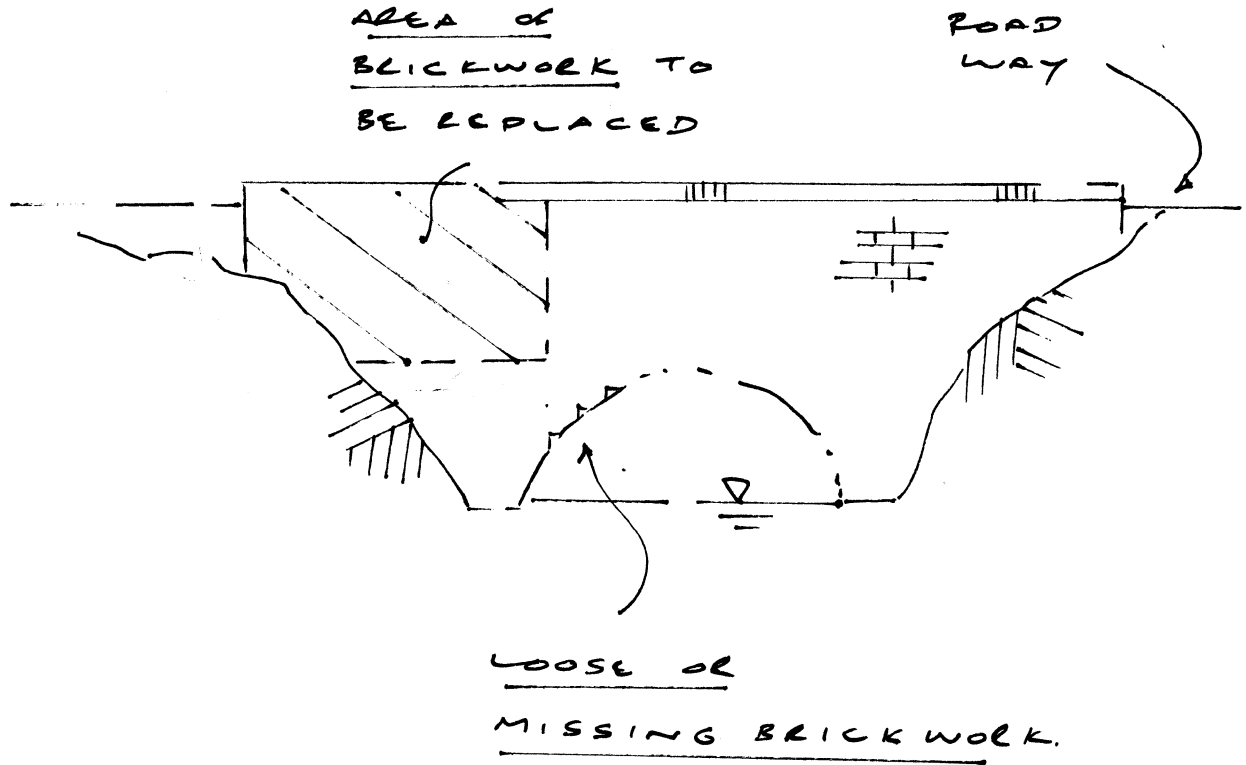 AREA OF
BRICKWORK TO
BE REPLACED
ROAD
WAY
LOOSE OR
MISSING BRICKWORK.